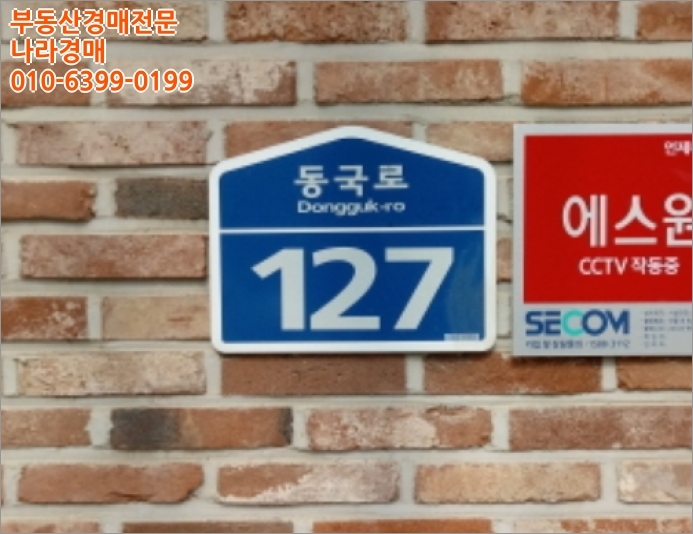 부동산경매전문
나라경매
010-6399-0199
동국로
Dongguk-ro
127
에스원
CCTV 작동중
SECOM